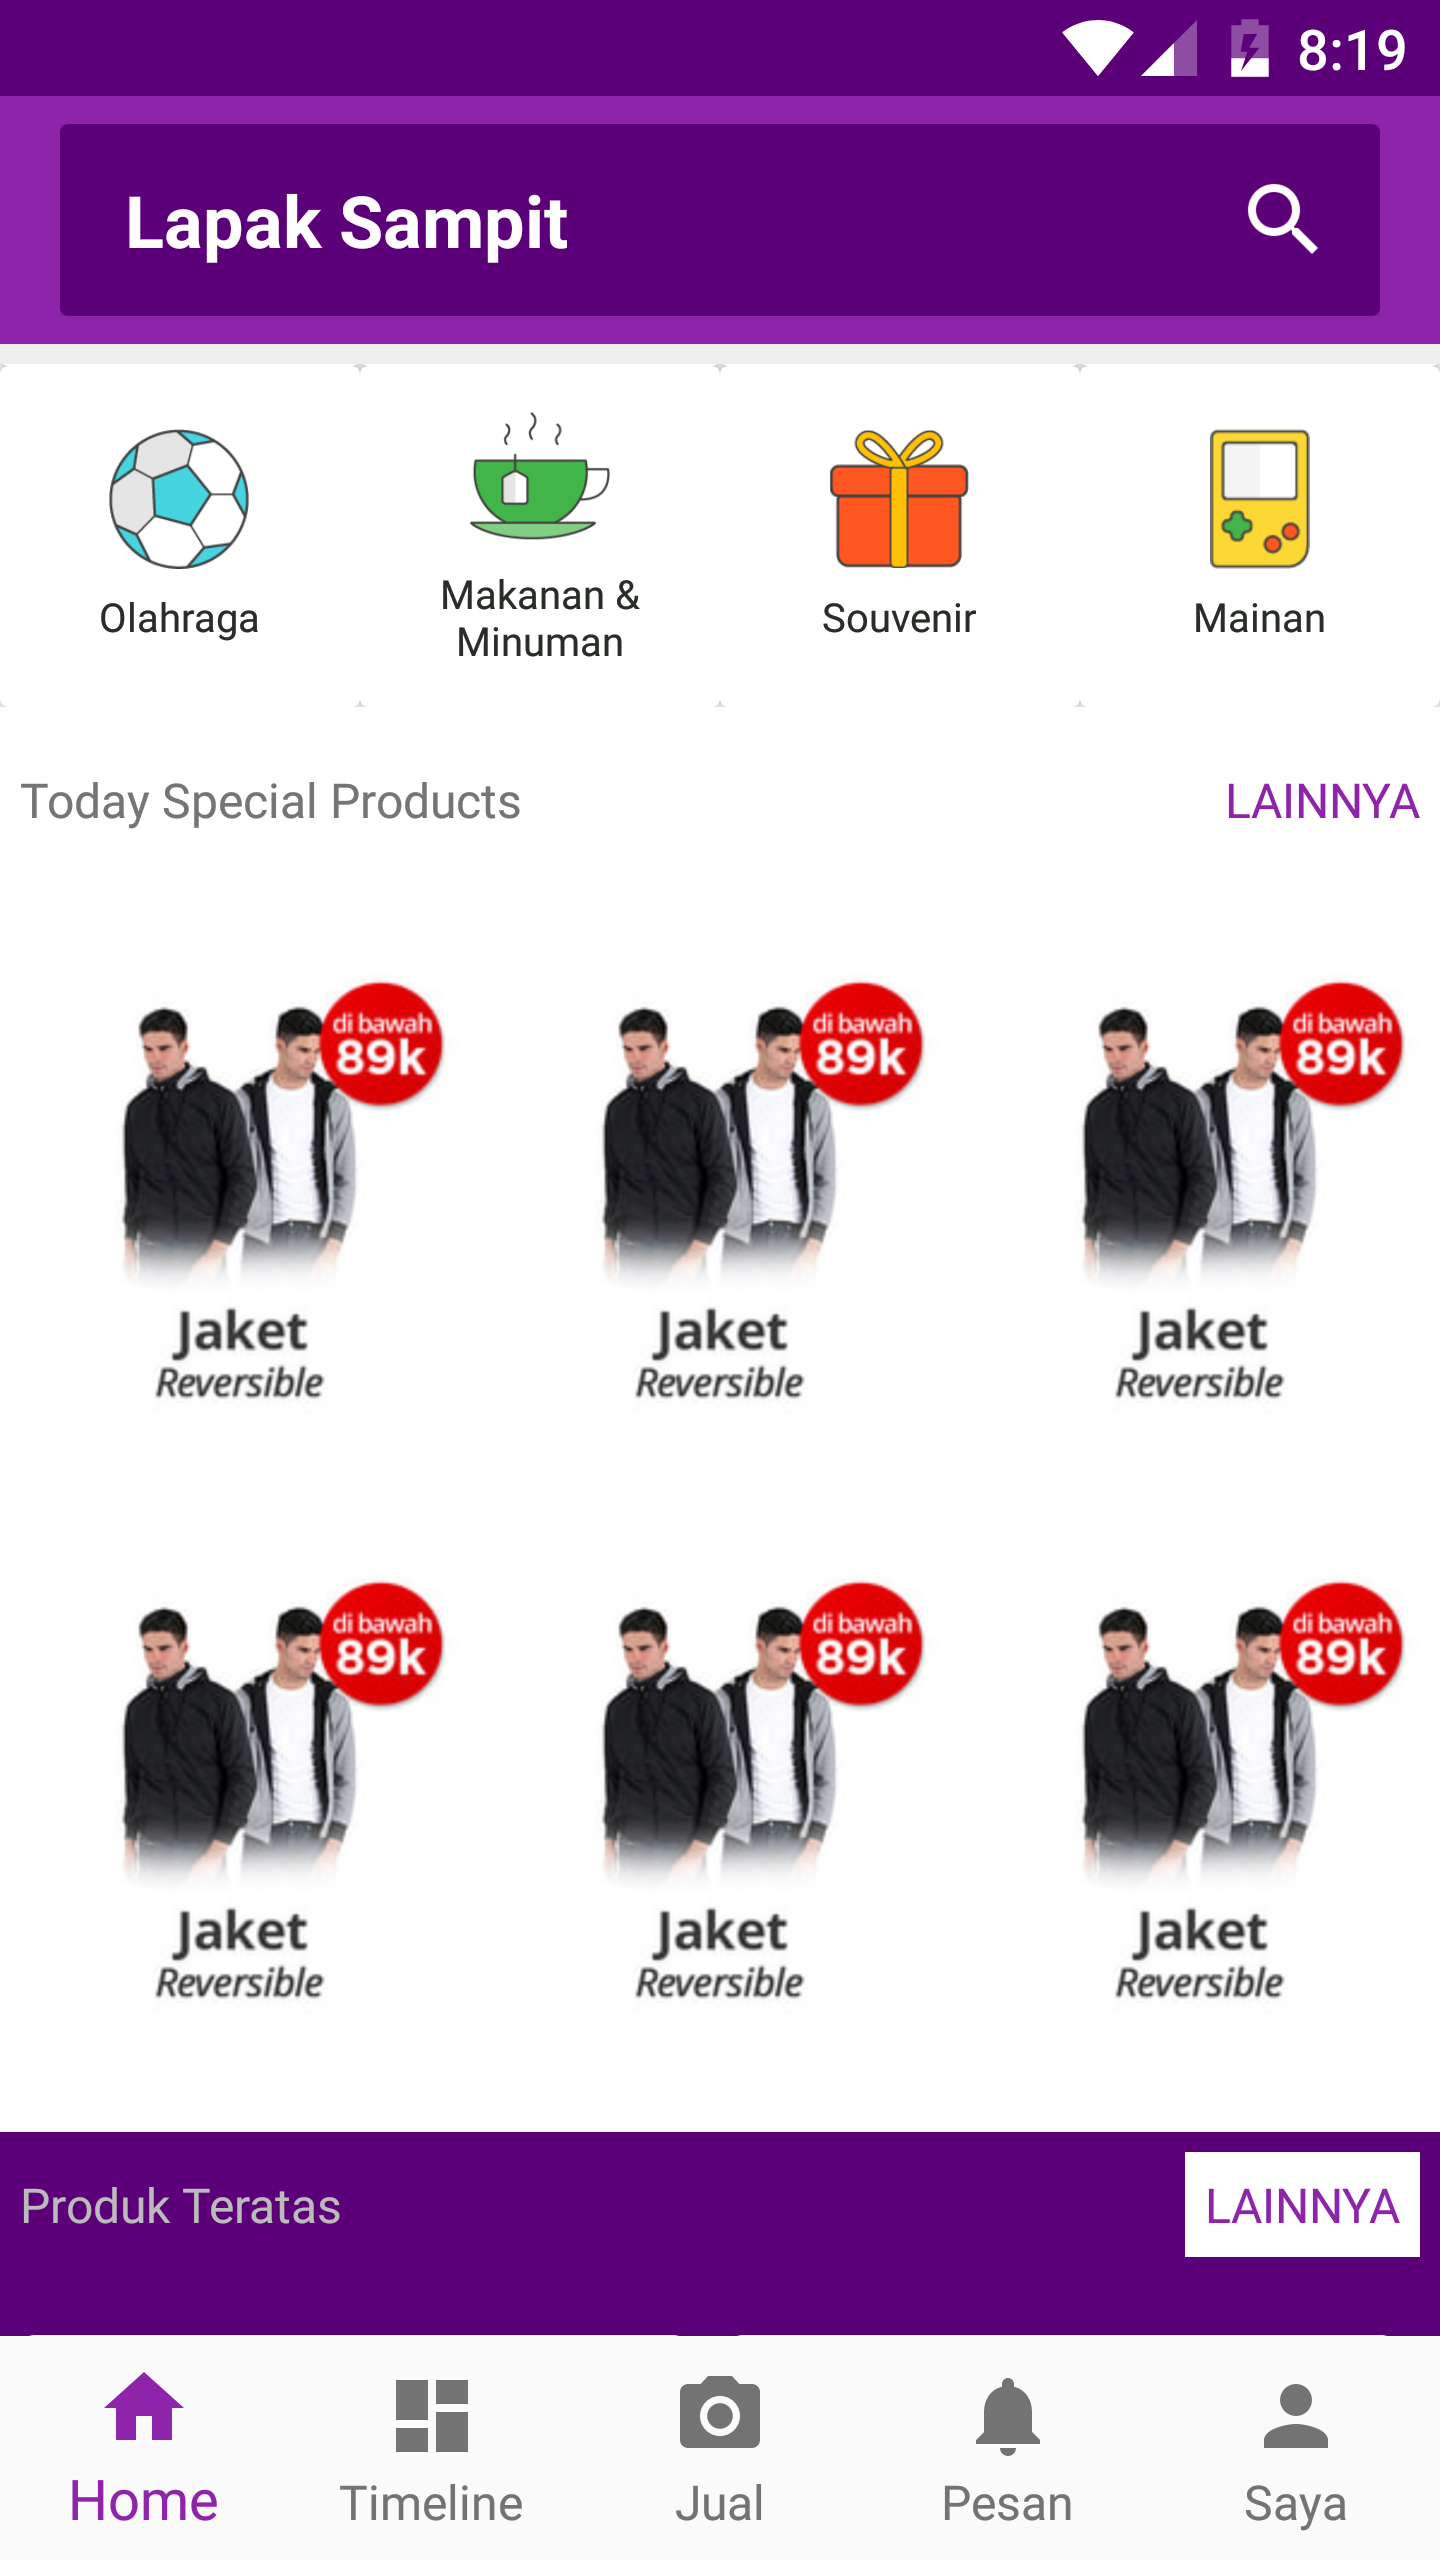 8:19
Lapak Sampit
Olahraga
Makanan &
Minuman
Souvenir
Mainan
Today Special Products
LAINNYA
di bawah
89k
Jaket
Reversible
di bawah
89k
Jaket
Reversible
di bawah
89k
Jaket
Reversible
di bawah
89k
Jaket
Reversible
di bawah
89k
Jaket
Reversible
di bawah
89k
Jaket
Reversible
Produk Teratas
LAINNYA
Home
Timeline
Jual
Pesan
Saya